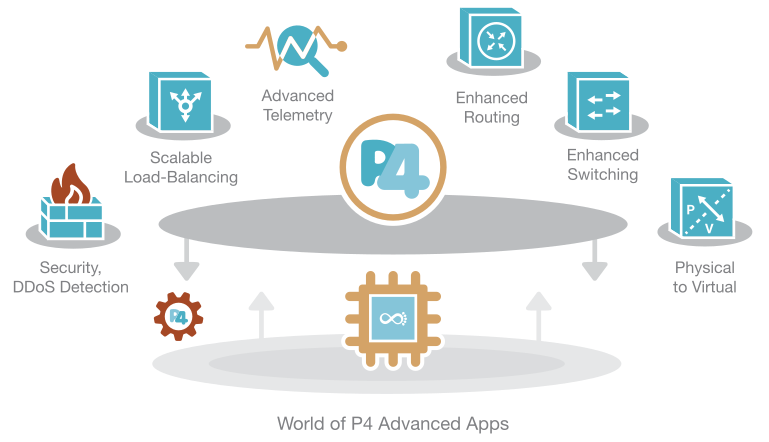 Advanced
Telemetry
Enhanced
Routing
Scalable
Load-Balancing
Enhanced
Switching
P4
Security,
DDoS Detection
P
V
Physical
to Virtual
P4
World of P4 Advanced Apps